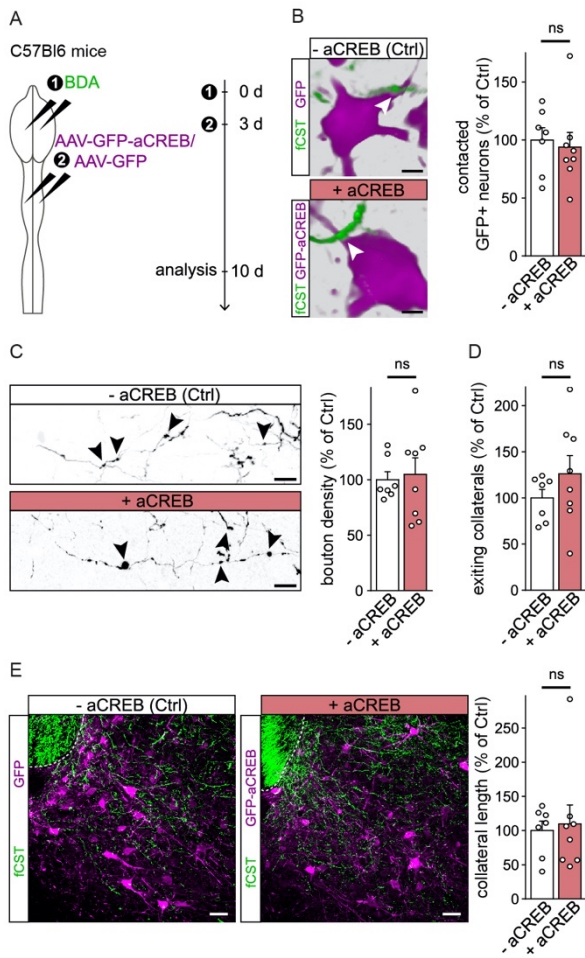 A
C57Bl6 mice
1 BDA
AAV-GFP-aCREB/
2 AAV-GFP
1 0 d
2 3 d
analysis 10 d
B
- aCREB (Ctrl)
fCST GFP
+ aCREB
fCST GFP-aCREB
contacted
GFP+ neurons (% of Ctrl)
ns
150
100
50
0
- aCREB
+ aCREB
C
- aCREB (Ctrl)
+ aCREB
bouton density (% of Ctrl)
ns
150
100
50
0
- aCREB
+ aCREB
D
exiting collaterals (% of Ctrl)
ns
200
150
100
50
0
- aCREB
+ aCREB
E
- aCREB (Ctrl)
fCST GFP
+ aCREB
fCST GFP-aCREB
collateral length (% of Ctrl)
ns
250
200
150
100
50
0
- aCREB
+ aCREB